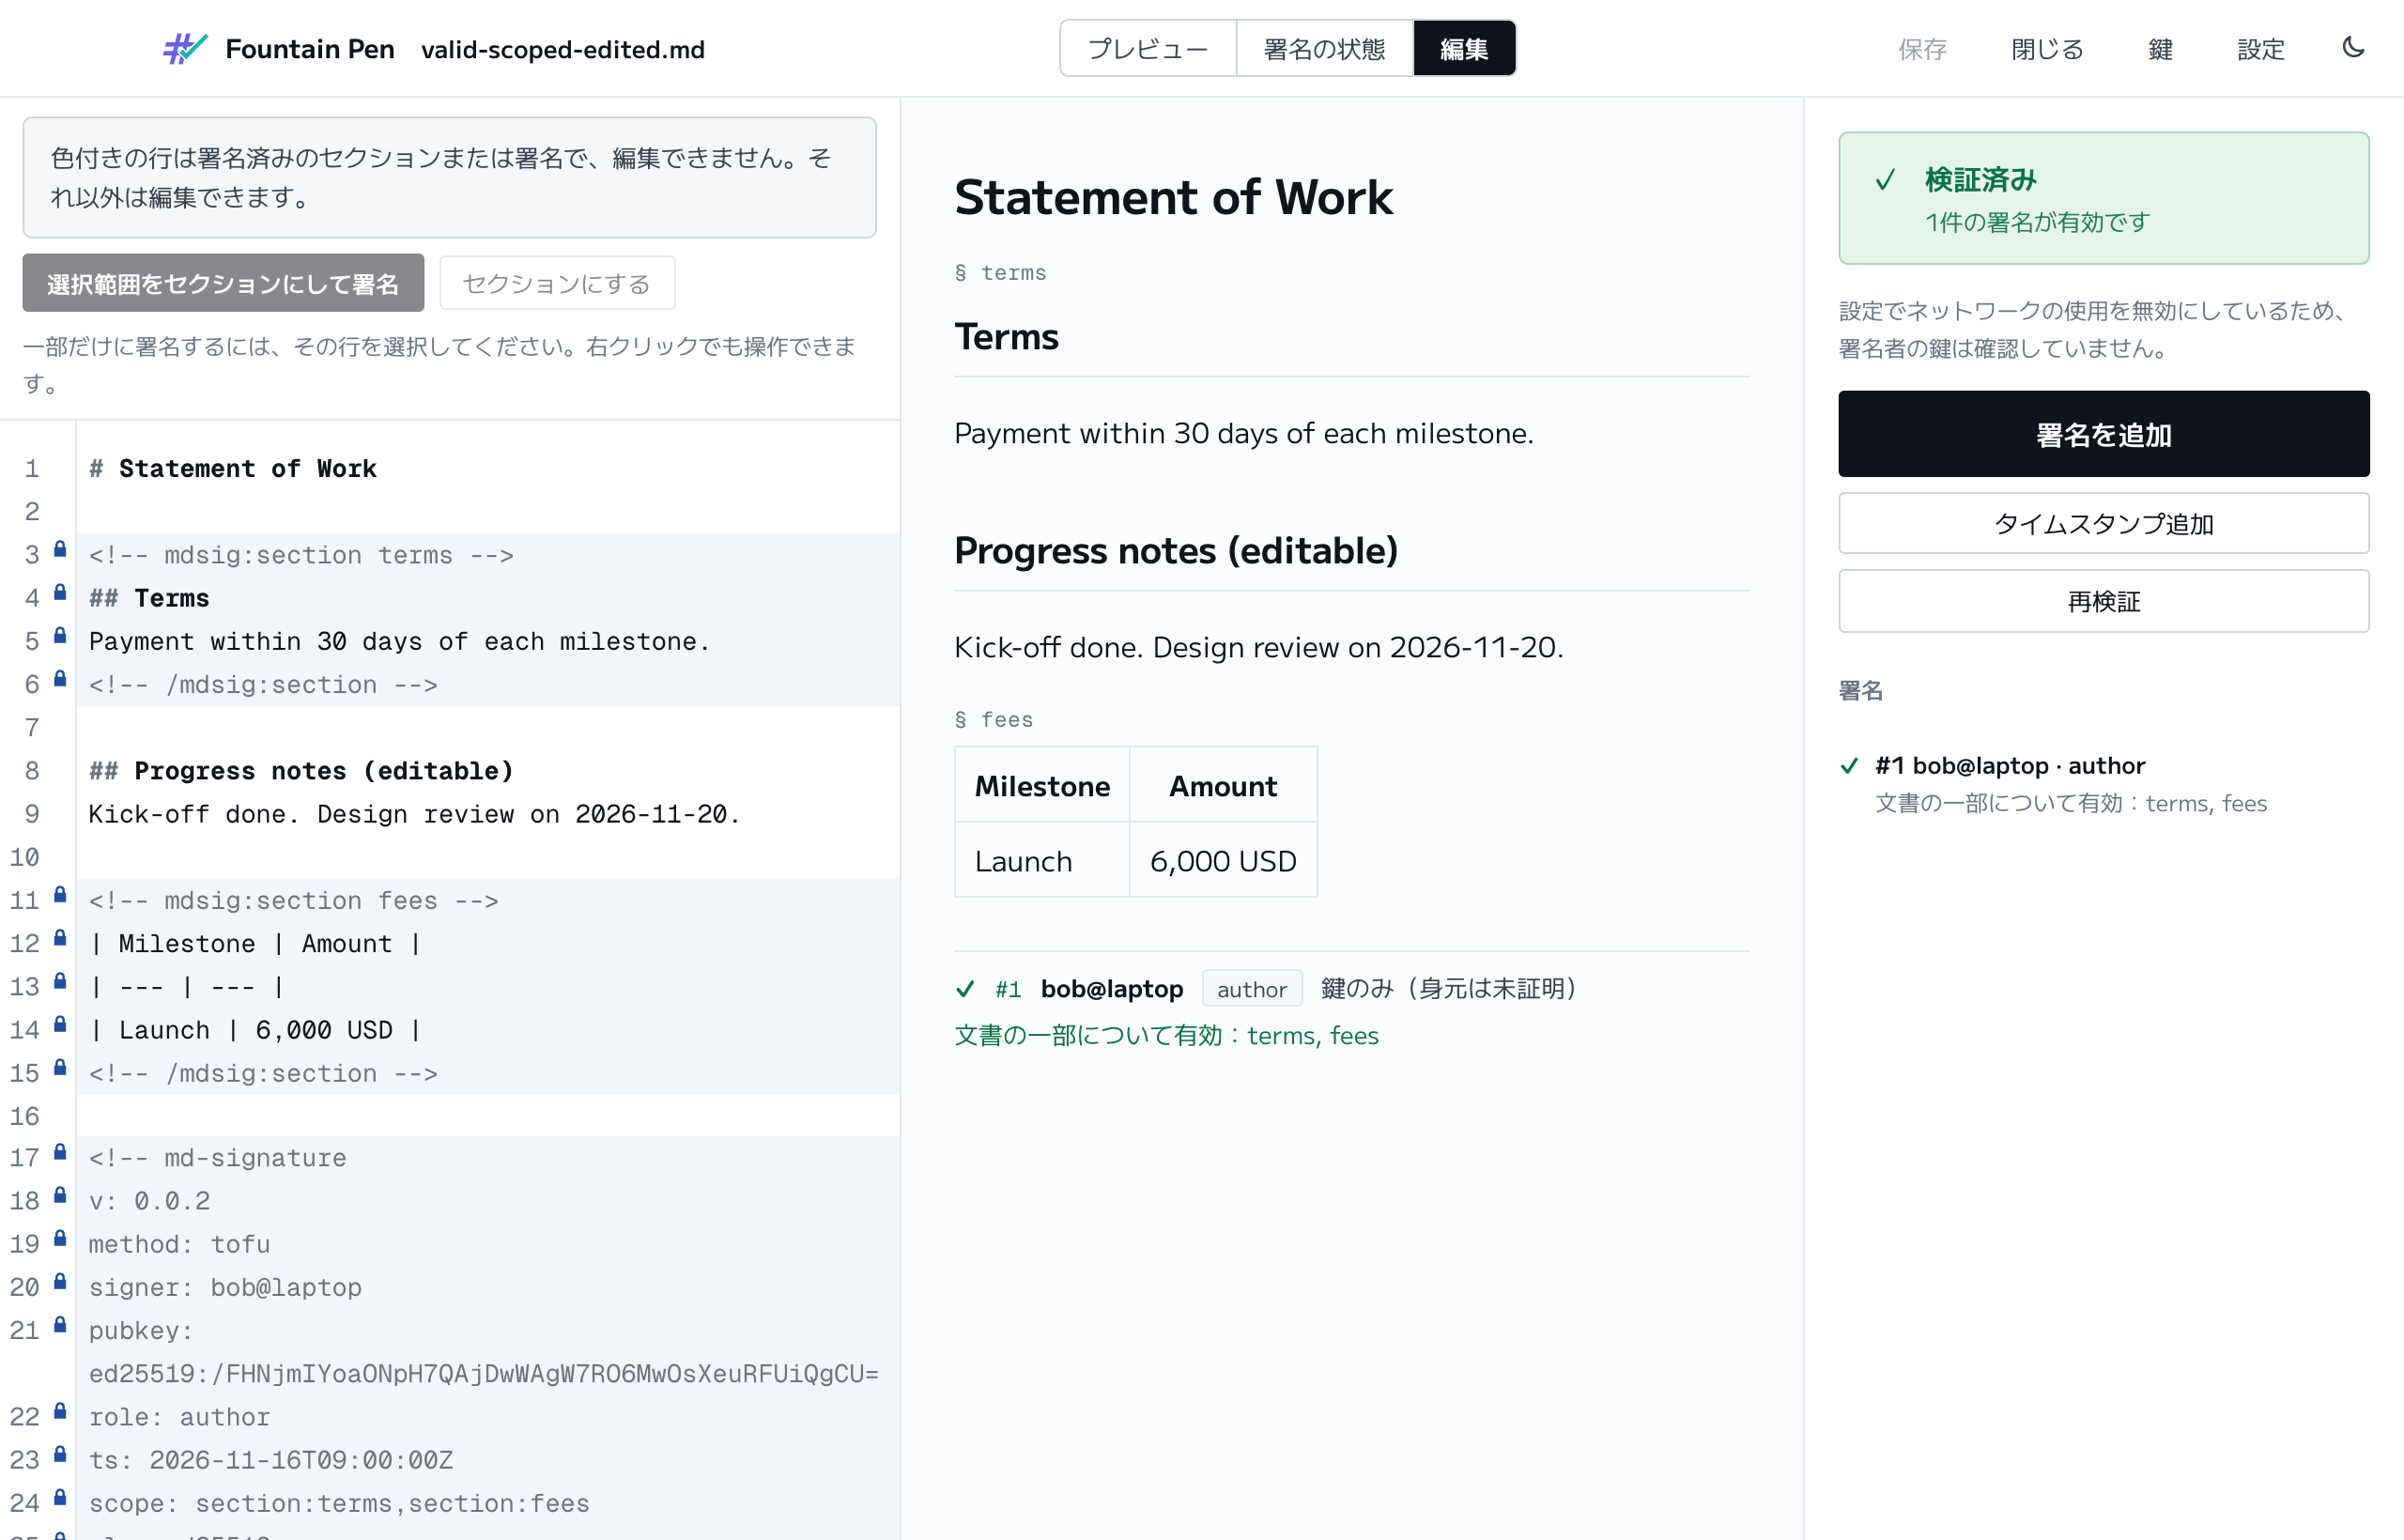 Fountain Pen valid-scoped-edited.md
プレビュー 署名の状態 編集
保存 閉じる 鍵 設定
色付きの行は署名済みのセクションまたは署名で、編集できません。そ
れ以外は編集できます。
選択範囲をセクションにして署名 セクションにする
一部だけに署名するには、その行を選択してください。右クリックでも操作できま
す。
1 # Statement of Work
2
3 <!-- mdsig:section terms -->
4 ## Terms
5 Payment within 30 days of each milestone.
6 <!-- /mdsig:section -->
7
8 ## Progress notes (editable)
9 Kick-off done. Design review on 2026-11-20.
10
11 <!-- mdsig:section fees -->
12 | Milestone | Amount |
13 | --- | --- |
14 | Launch | 6,000 USD |
15 <!-- /mdsig:section -->
16
17 <!-- md-signature
18 v: 0.0.2
19 method: tofu
20 signer: bob@laptop
21 pubkey:
ed25519:/FHNjmIYoaONpH7QAjDwWAgW7RO6MwOsXeuRFUiQgCU=
22 role: author
23 ts: 2026-11-16T09:00:00Z
24 scope: section:terms,section:fees
Statement of Work
§ terms
Terms
Payment within 30 days of each milestone.
Progress notes (editable)
Kick-off done. Design review on 2026-11-20.
§ fees
Milestone Amount
Launch 6,000 USD
#1 bob@laptop author 鍵のみ（身元は未証明）
文書の一部について有効：terms, fees
検証済み
1件の署名が有効です
設定でネットワークの使用を無効にしているため、
署名者の鍵は確認していません。
署名を追加
タイムスタンプ追加
再検証
署名
#1 bob@laptop · author
文書の一部について有効：terms, fees